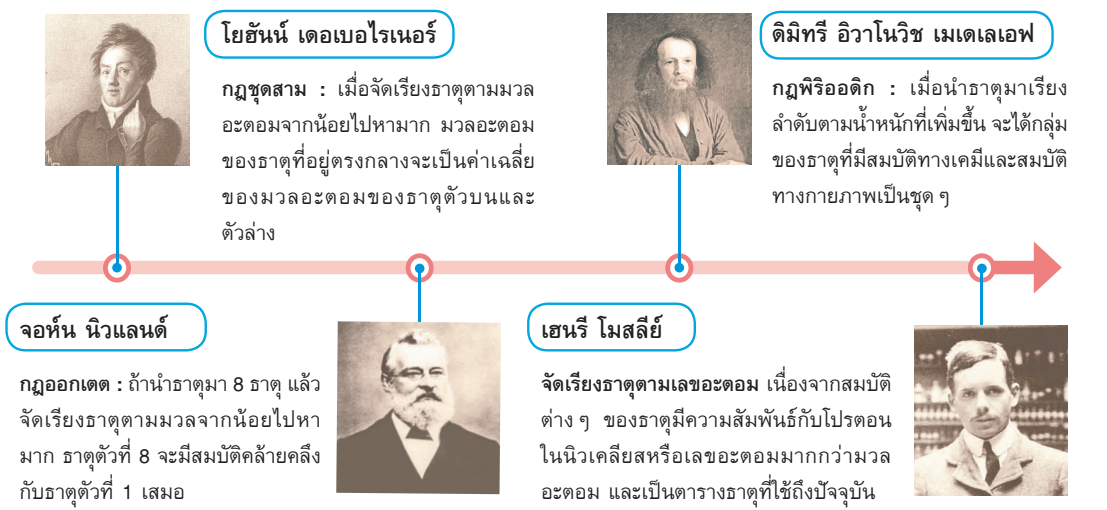 โยฮันน์ เดอเบอไรเนอร์
กฎชุดสาม : เมื่อจัดเรียงธาตุตามมวล
อะตอมจากน้อยไปหามาก มวลอะตอม
ของธาตุที่อยู่ตรงกลางจะเป็นค่าเฉลี่ย
ของมวลอะตอมของธาตุตัวบนและ
ตัวล่าง
จอห์น นิวแลนด์
กฎออกเตต : ถ้านำธาตุมา 8 ธาตุ แล้ว
จัดเรียงธาตุตามมวลจากน้อยไปหา
มาก ธาตุตัวที่ 8 จะมีสมบัติคล้ายคลึง
กับธาตุตัวที่ 1 เสมอ
ดิมิทรี อิวาโนวิช เมเดเลเอฟ
กฎพิริออดิก : เมื่อนำธาตุมาเรียง
ลำดับตามน้ำหนักที่เพิ่มขึ้น จะได้กลุ่ม
ของธาตุที่มีสมบัติทางเคมีและสมบัติ
ทางกายภาพเป็นชุด ๆ
เฮนรี โมสลีย์
จัดเรียงธาตุตามเลขอะตอม เนื่องจากสมบัติ
ต่าง ๆ ของธาตุมีความสัมพันธ์กับโปรตอน
ในนิวเคลียสหรือเลขอะตอมมากกว่ามวล
อะตอม และเป็นตารางธาตุที่ใช้ถึงปัจจุบัน